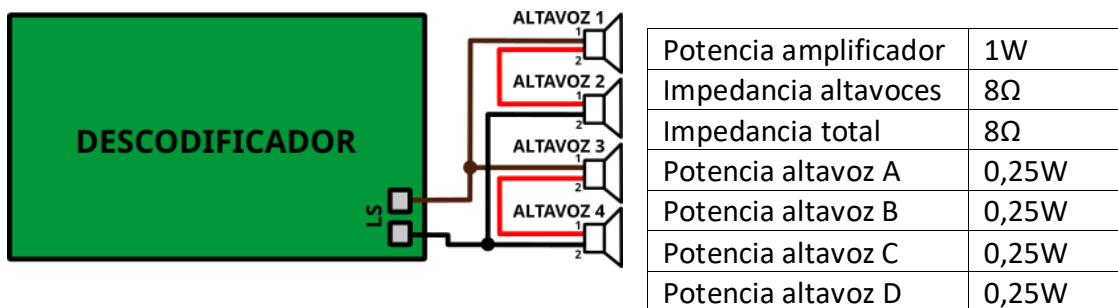 ALTAVOZ 1
1
2
ALTAVOZ 2
1
2
DESCODIFICADOR
ALTAVOZ 3
1
2
LS
ALTAVOZ 4
1
2
Potencia amplificador 1W
Impedancia altavoces 8Ω
Impedancia total 8Ω
Potencia altavoz A 0,25W
Potencia altavoz B 0,25W
Potencia altavoz C 0,25W
Potencia altavoz D 0,25W